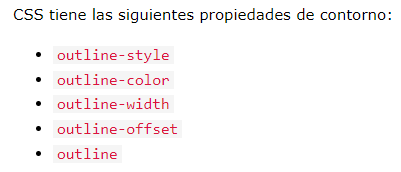 CSS tiene las siguientes propiedades de contorno:
outline-style
outline-color
outline-width
outline-offset
outline